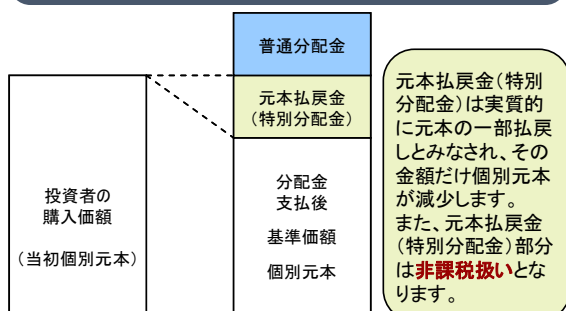 普通分配金
元本払戻金
(特別分配金)
投資者の
購入価額
(当初個別元本)
分配金
支払後
基準価額
個別元本
元本払戻金(特別
分配金)は実質的
に元本の一部払戻
しとみなされ、その
金額だけ個別元本
が減少します。
また、元本払戻金
(特別分配金)部分
は非課税扱いとな
ります。